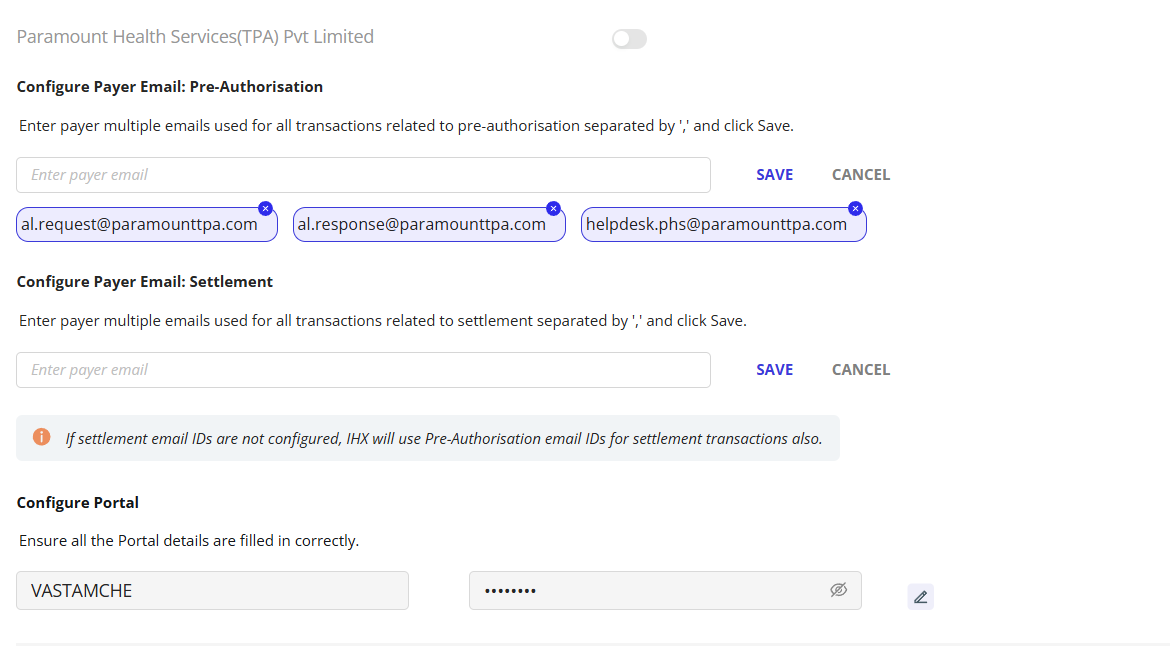 Paramount Health Services(TPA) Pvt Limited
Configure Payer Email: Pre-Authorisation
Enter payer multiple emails used for all transactions related to pre-authorisation separated by ',' and click Save.
Enter payer email SAVE CANCEL
al.request@paramounttpa.com al.response@paramounttpa.com helpdesk.phs@paramounttpa.com
Configure Payer Email: Settlement
Enter payer multiple emails used for all transactions related to settlement separated by ',' and click Save.
Enter payer email SAVE CANCEL
If settlement email IDs are not configured, IHX will use Pre-Authorisation email IDs for settlement transactions also.
Configure Portal
Ensure all the Portal details are filled in correctly.
VASTAMCHE ••••••••